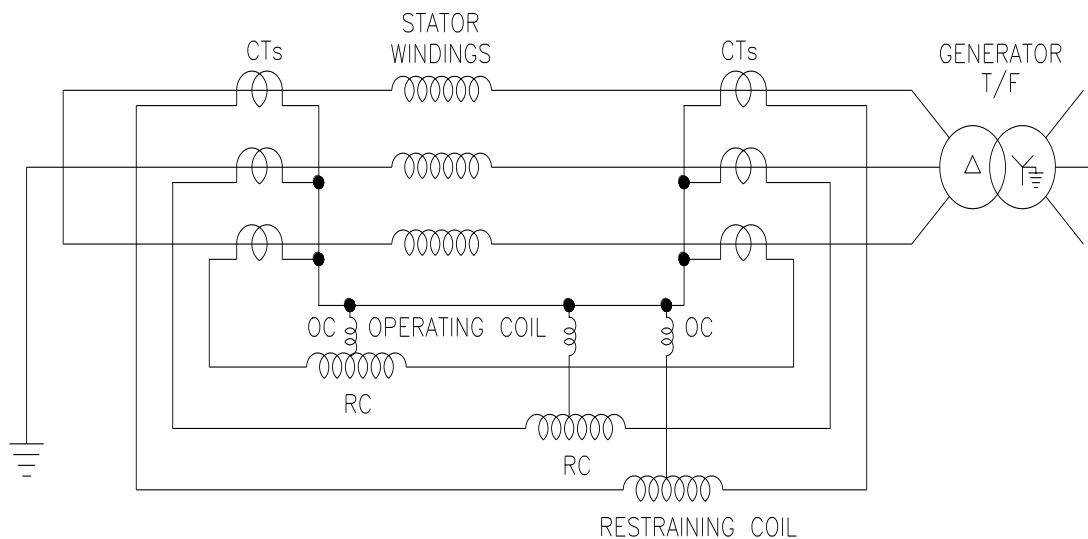 STATOR
WINDINGS
CTs
CTs
GENERATOR
T/F
Δ
OC OPERATING COIL
OC
RC
RC
RESTRAINING COIL